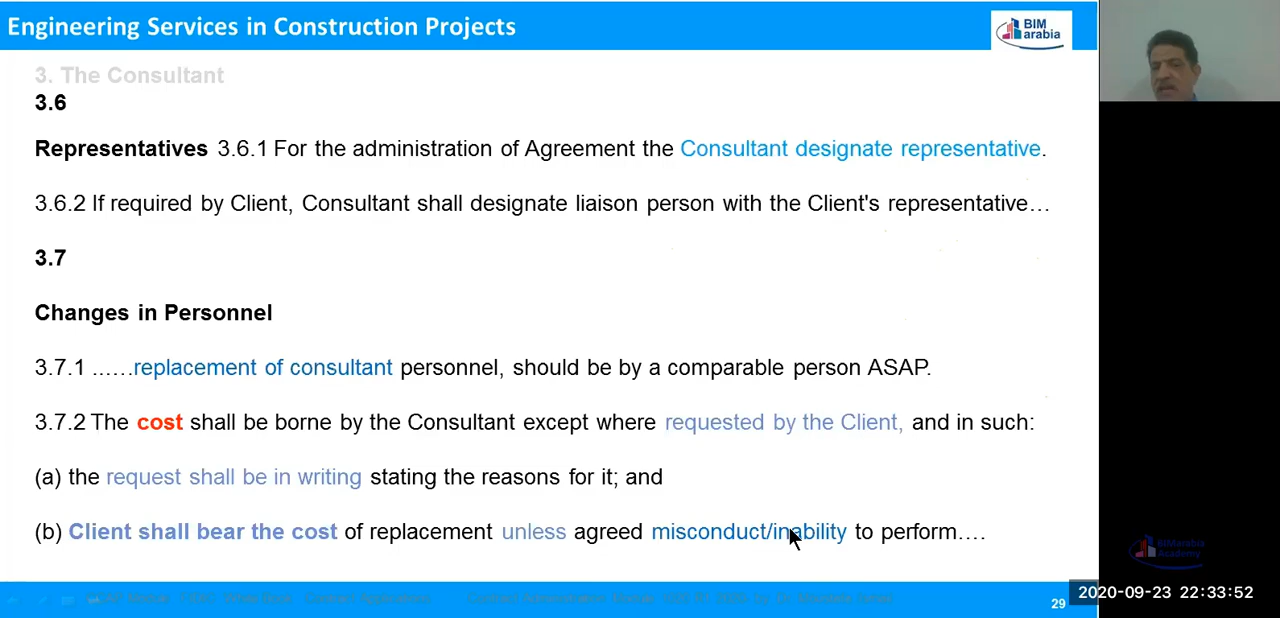 Engineering Services in Construction Projects
BIM
arabia
3. The Consultant
3.6
Representatives 3.6.1 For the administration of Agreement the Consultant designate representative.
3.6.2 If required by Client, Consultant shall designate liaison person with the Client's representative…
3.7
Changes in Personnel
3.7.1 ……replacement of consultant personnel, should be by a comparable person ASAP.
3.7.2 The cost shall be borne by the Consultant except where requested by the Client, and in such:
(a) the request shall be in writing stating the reasons for it; and
(b) Client shall bear the cost of replacement unless agreed misconduct/inability to perform….
BIMarabia
Academy
29
2020-09-23 22:33:52